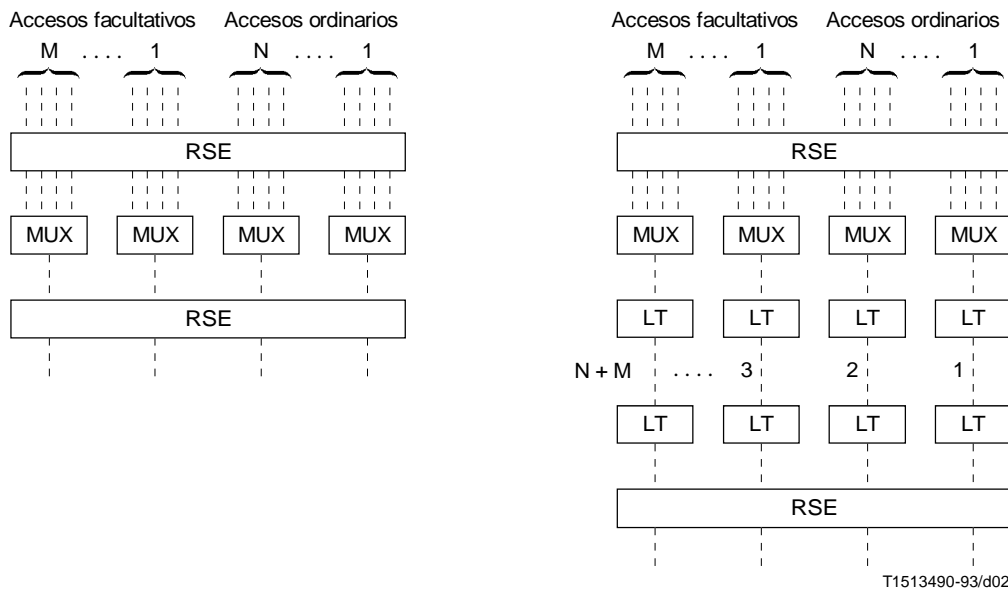 Accesos facultativos Accesos ordinarios
M . . . . 1 N . . . . 1
RSE
MUX MUX MUX MUX
RSE
Accesos facultativos Accesos ordinarios
M . . . . 1 N . . . . 1
RSE
MUX MUX MUX MUX
LT LT LT LT
N + M . . . . 3 2 1
LT LT LT LT
RSE
T1513490-93/d02